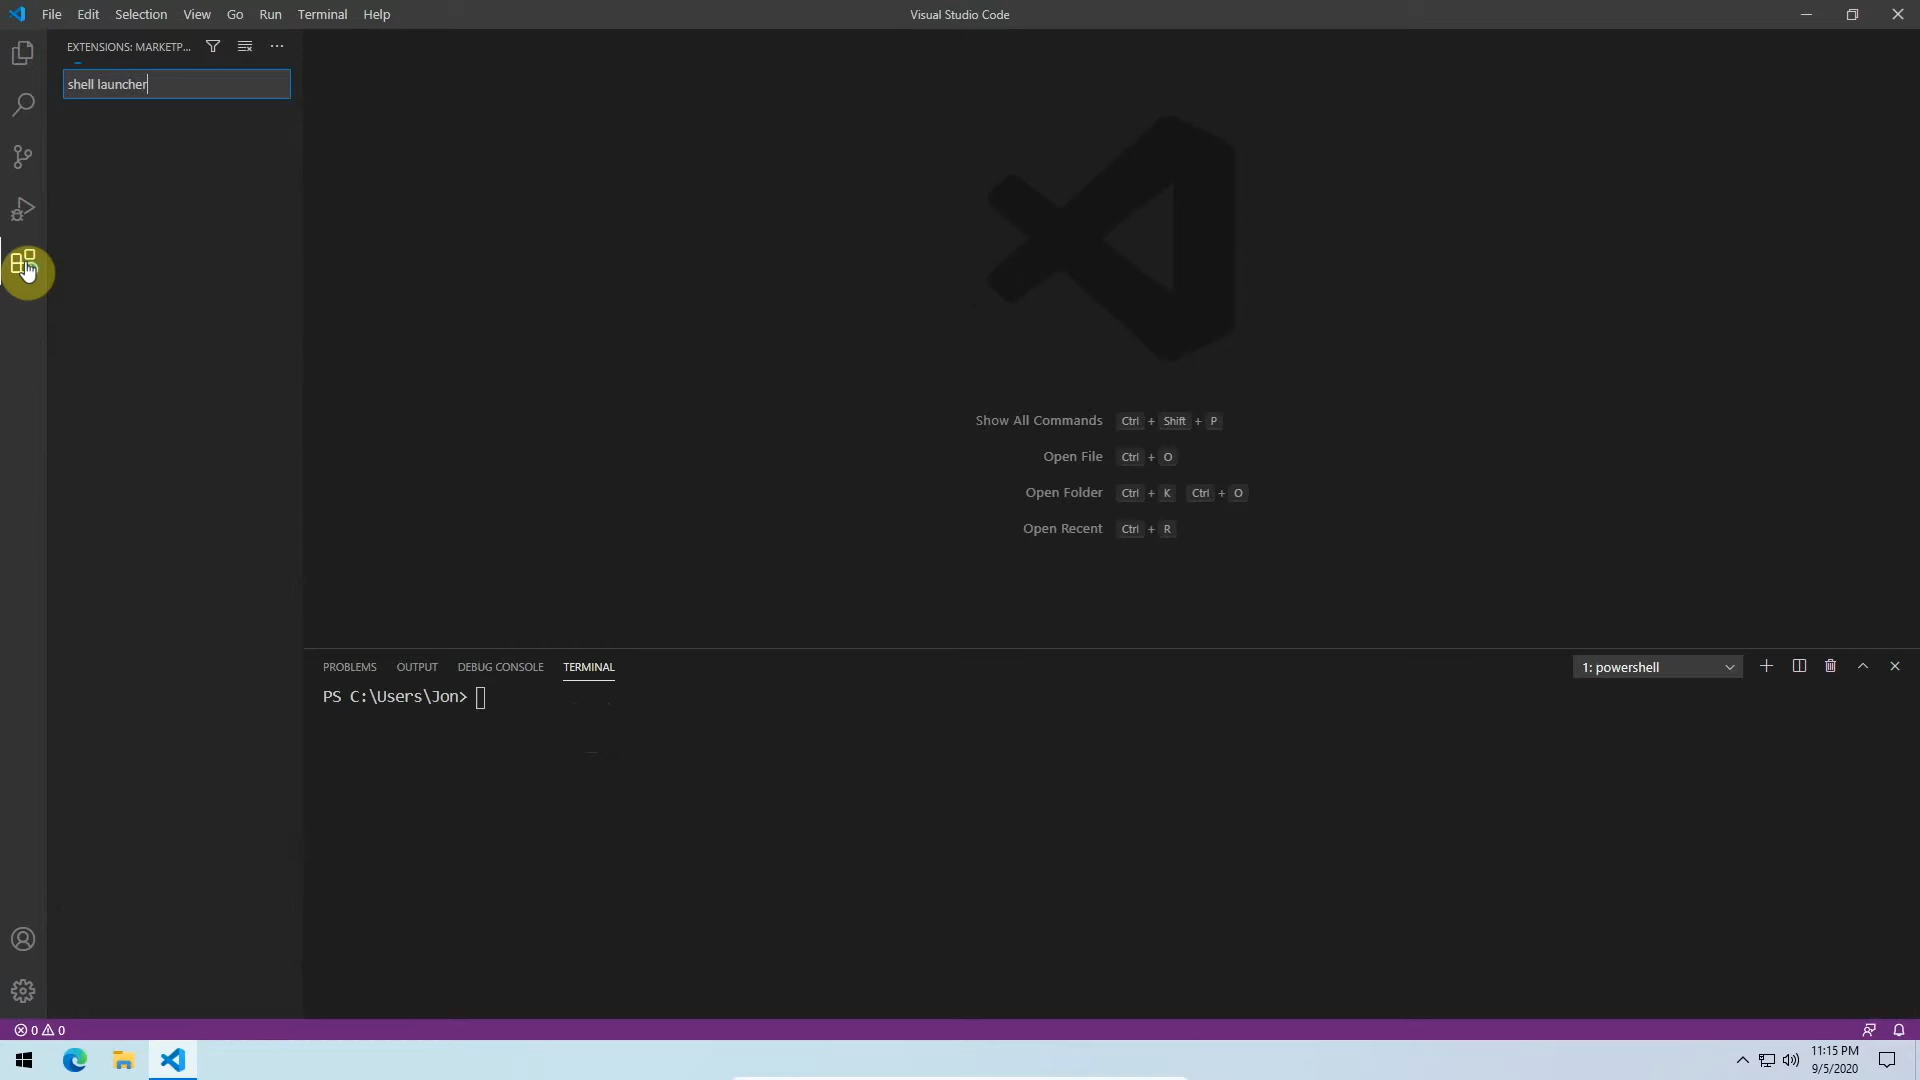 File Edit Selection View Go Run Terminal Help
Visual Studio Code
EXTENSIONS: MARKETP...
shell launcher
Show All Commands Ctrl + Shift + P
Open File Ctrl + O
Open Folder Ctrl + K Ctrl + O
Open Recent Ctrl + R
PROBLEMS OUTPUT DEBUG CONSOLE TERMINAL
1: powershell
PS C:\Users\Jon>
0 0
11:15 PM
9/5/2020